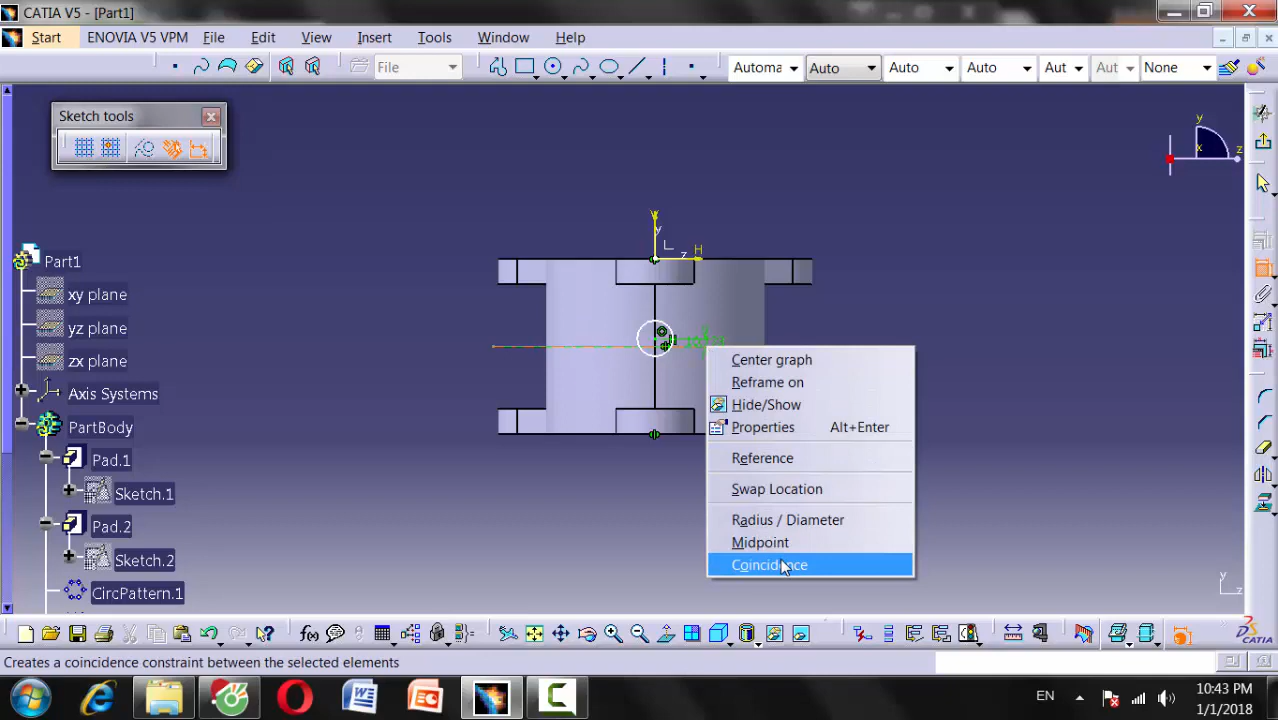 CATIA V5 - [Part1]
Start ENOVIA V5 VPM File Edit View Insert Tools Window Help
File Automa Auto Auto Auto Aut Aut None
Sketch tools
y
x
z
Part1
xy plane
yz plane
zx plane
Axis Systems
PartBody
Pad.1
Sketch.1
Pad.2
Sketch.2
CircPattern.1
y
H
z
Center graph
Reframe on
Hide/Show
Properties Alt+Enter
Reference
Swap Location
Radius / Diameter
Midpoint
Coincidence
y
z
CATIA
Creates a coincidence constraint between the selected elements
EN
10:43 PM
1/1/2018